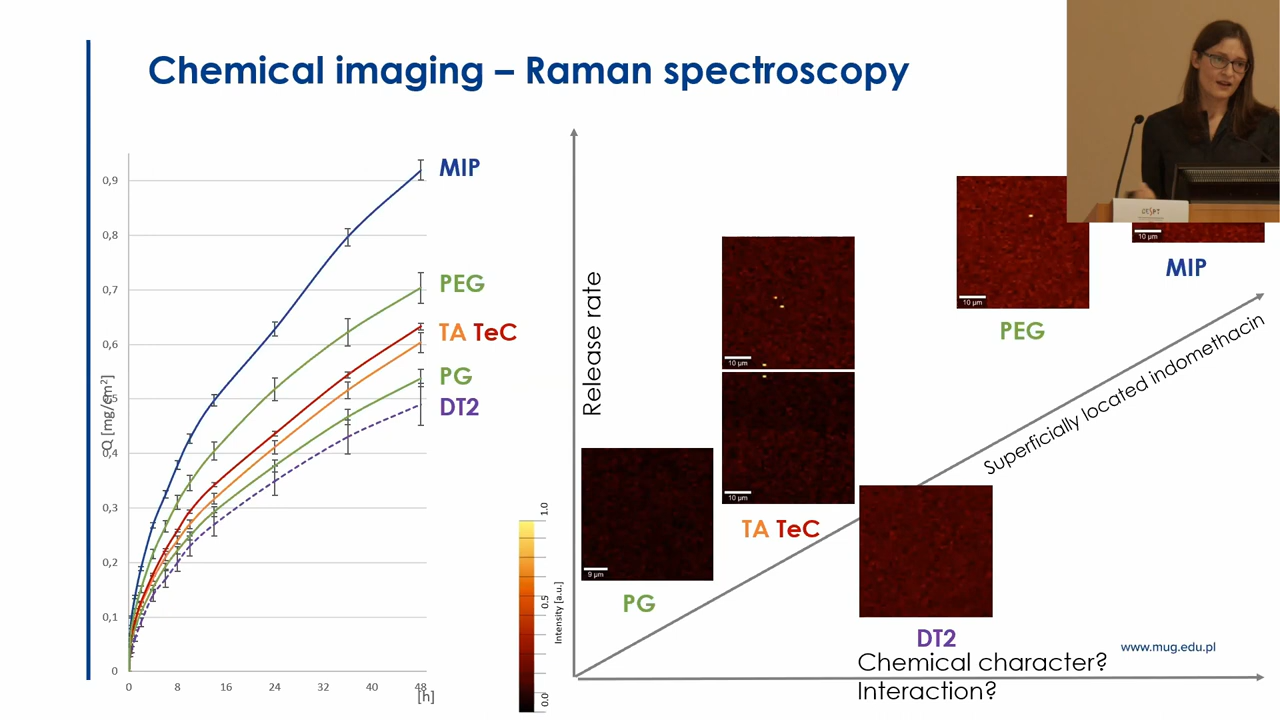 Chemical imaging – Raman spectroscopy
0,9
0,8
0,7
0,6
0,5
0,4
0,3
0,2
0,1
0
Q [mg/cm²]
0 8 16 24 32 40 48
[h]
MIP
PEG
TA TeC
PG
DT2
1.0
0.5
0.0
Intensity [a.u.]
Release rate
9 µm
PG
10 µm
10 µm
TA TeC
10 µm
PEG
10 µm
MIP
Superficially located indomethacin
DT2
www.mug.edu.pl
Chemical character?
Interaction?